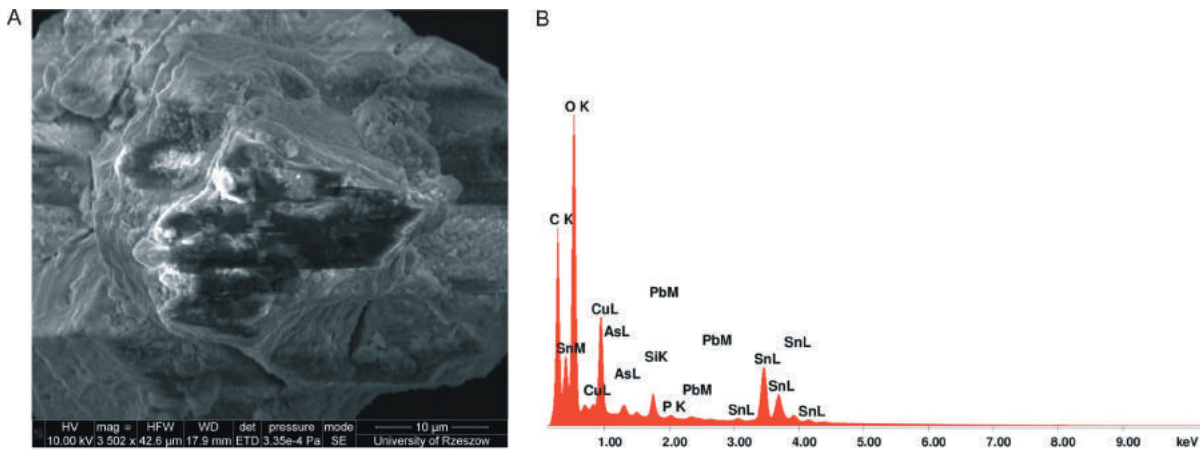 A
HV mag HFW WD det pressure mode
10.00 kV 3 502 x 42.6 µm 17.9 mm ETD 3.35e-4 Pa SE
10 µm
University of Rzeszow
B
O K
C K
PbM
CuL
AsL
SnM
SiK
PbM
SnL
SnL
AsL
CuL
PbM
SnL
P K
SnL
SnL
1.00 2.00 3.00 4.00 5.00 6.00 7.00 8.00 9.00 keV